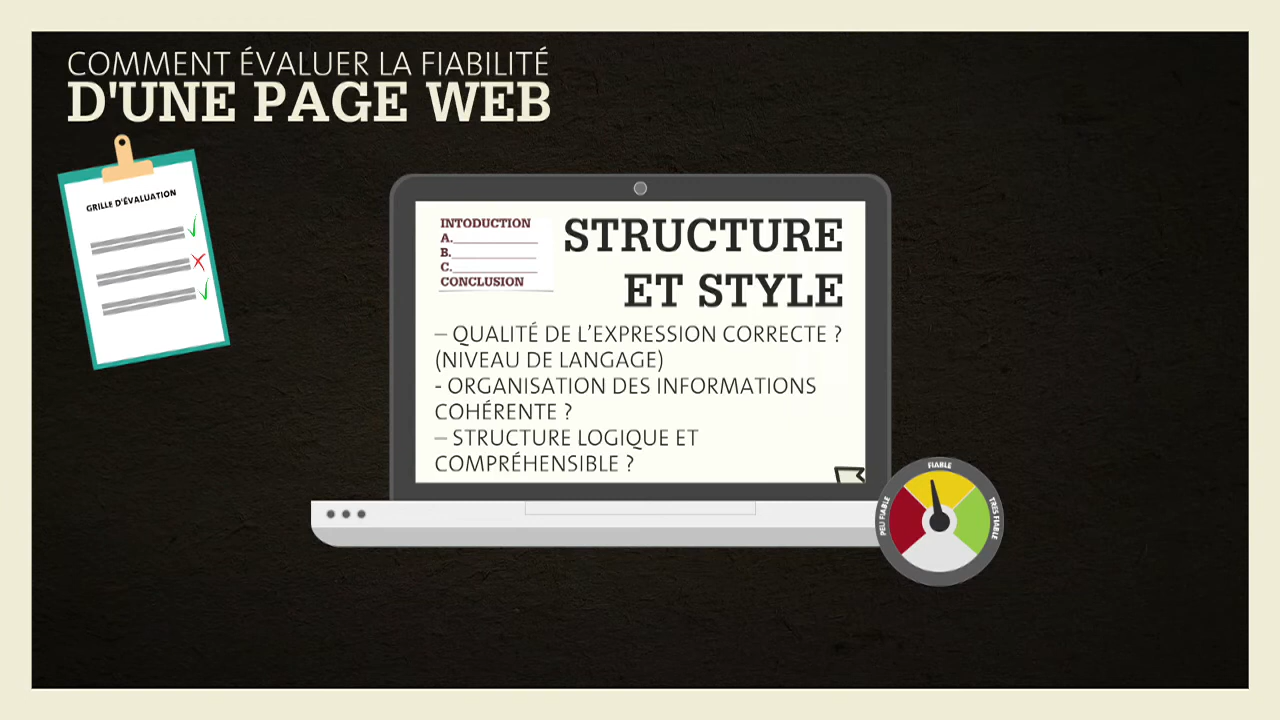 COMMENT ÉVALUER LA FIABILITÉ
D'UNE PAGE WEB
GRILLE D'ÉVALUATION
INTODUCTION
A.
B.
C.
CONCLUSION
STRUCTURE
ET STYLE
– QUALITÉ DE L'EXPRESSION CORRECTE ?
(NIVEAU DE LANGAGE)
- ORGANISATION DES INFORMATIONS
COHÉRENTE ?
– STRUCTURE LOGIQUE ET
COMPRÉHENSIBLE ?
PEU FIABLE
FIABLE
TRES FIABLE